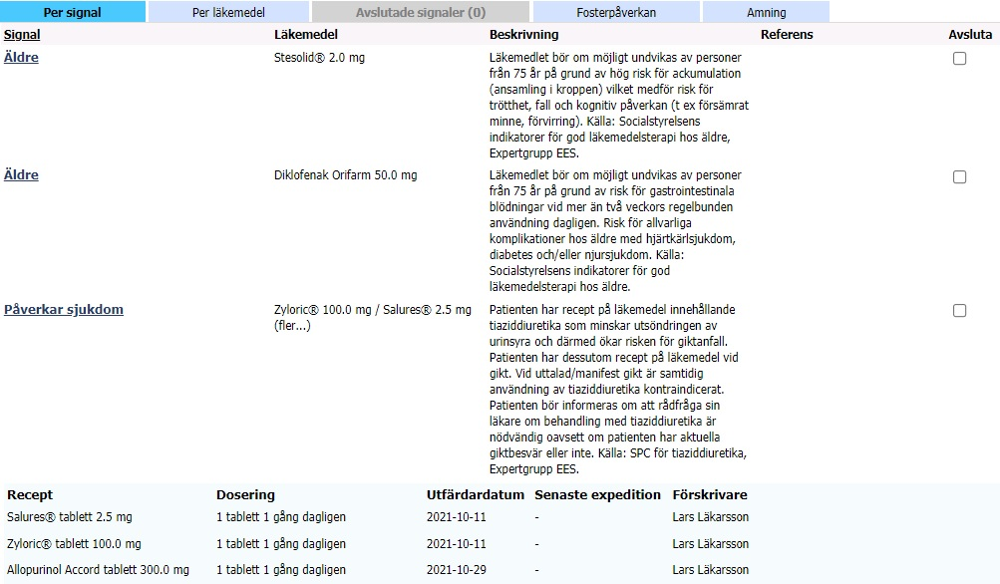 Per signal Per läkemedel Avslutade signaler (0) Fosterpåverkan Amning
Signal Läkemedel Beskrivning Referens Avsluta
Äldre Stesolid® 2.0 mg Läkemedlet bör om möjligt undvikas av personer
från 75 år på grund av hög risk för ackumulation
(ansamling i kroppen) vilket medför risk för
trötthet, fall och kognitiv påverkan (t ex försämrat
minne, förvirring). Källa: Socialstyrelsens
indikatorer för god läkemedelsterapi hos äldre,
Expertgrupp EES.
Äldre Diklofenak Orifarm 50.0 mg Läkemedlet bör om möjligt undvikas av personer
från 75 år på grund av risk för gastrointestinala
blödningar vid mer än två veckors regelbunden
användning dagligen. Risk för allvarliga
komplikationer hos äldre med hjärtkärlsjukdom,
diabetes och/eller njursjukdom. Källa:
Socialstyrelsens indikatorer för god
läkemedelsterapi hos äldre.
Påverkar sjukdom Zyloric® 100.0 mg / Salures® 2.5 mg Patienten har recept på läkemedel innehållande
(fler...) tiaziddiuretika som minskar utsöndringen av
urinsyra och därmed ökar risken för giktanfall.
Patienten har dessutom recept på läkemedel vid
gikt. Vid uttalad/manifest gikt är samtidig
användning av tiaziddiuretika kontraindicerat.
Patienten bör informeras om att rådfråga sin
läkare om behandling med tiaziddiuretika är
nödvändig oavsett om patienten har aktuella
giktbesvär eller inte. Källa: SPC för tiaziddiuretika,
Expertgrupp EES.
Recept Dosering Utfärdardatum Senaste expedition Förskrivare
Salures® tablett 2.5 mg 1 tablett 1 gång dagligen 2021-10-11 - Lars Läkarsson
Zyloric® tablett 100.0 mg 1 tablett 1 gång dagligen 2021-10-11 - Lars Läkarsson
Allopurinol Accord tablett 300.0 mg 1 tablett 1 gång dagligen 2021-10-29 - Lars Läkarsson